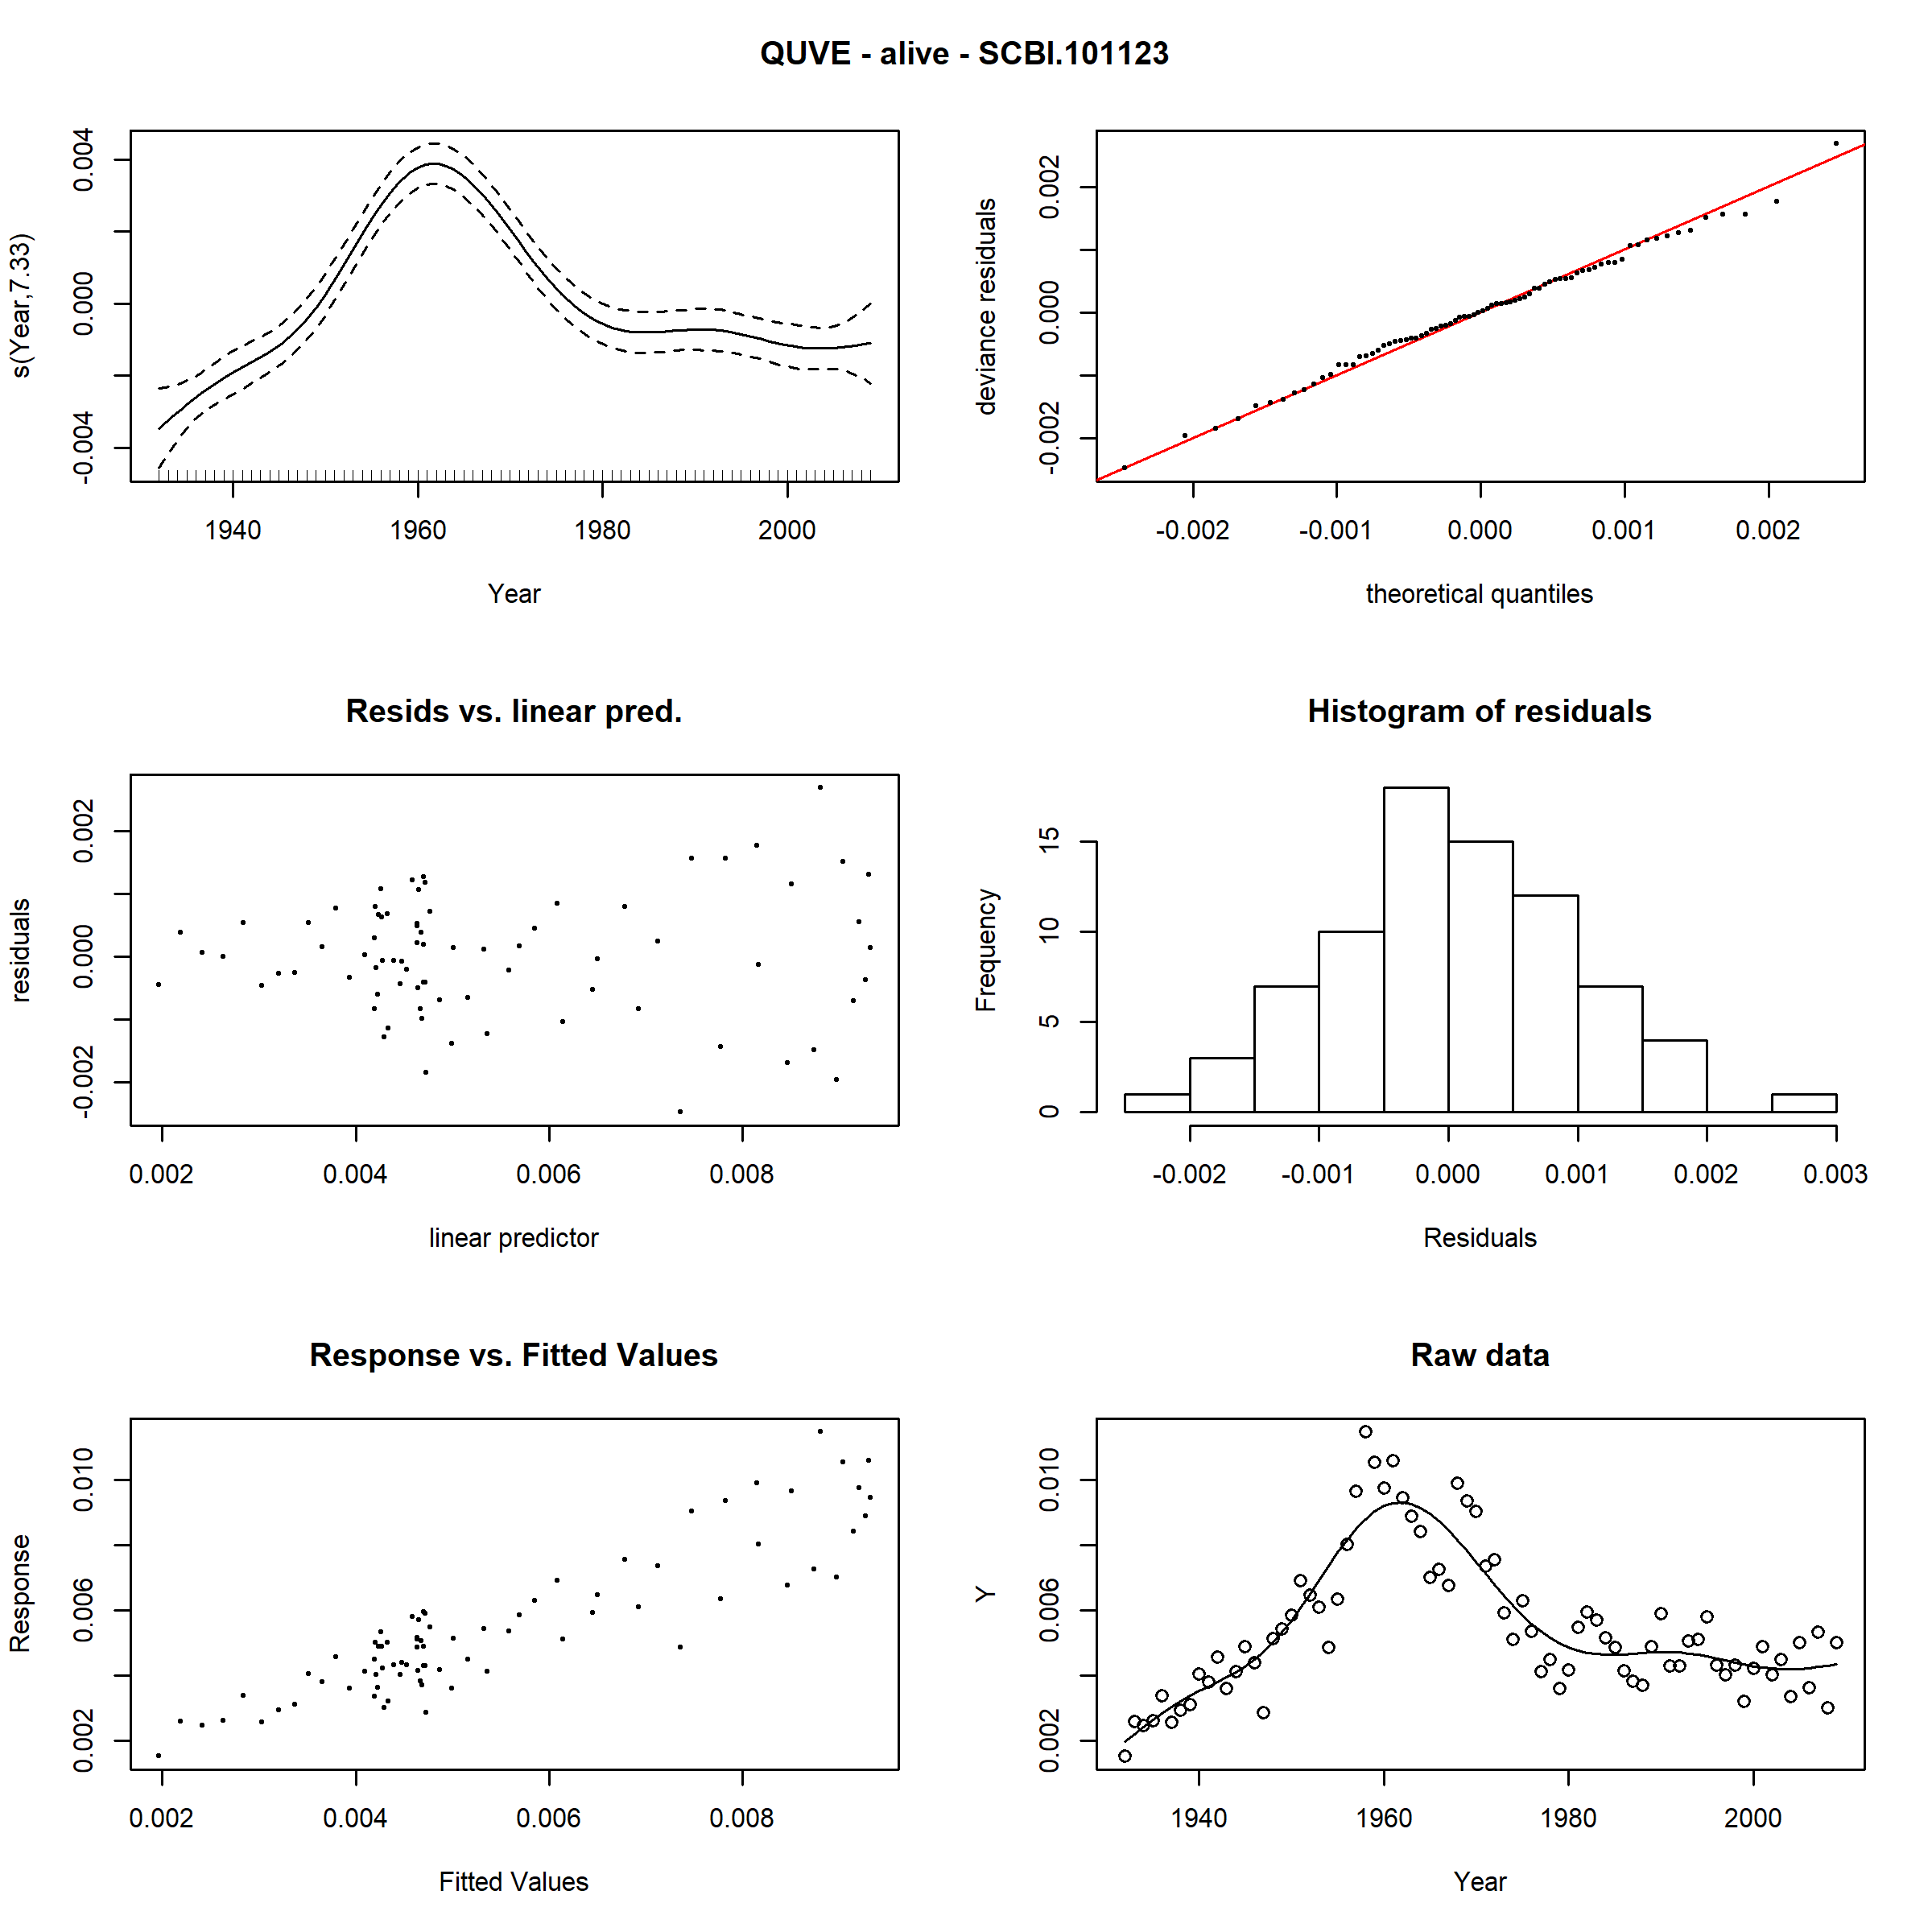 QUVE - alive - SCBI.101123
s(Year,7.33)
-0.004 0.000 0.004
1940 1960 1980 2000
Year
deviance residuals
-0.002 0.000 0.002
-0.002 -0.001 0.000 0.001 0.002
theoretical quantiles
Resids vs. linear pred.
residuals
-0.002 0.000 0.002
0.002 0.004 0.006 0.008
linear predictor
Histogram of residuals
Frequency
0 5 10 15
-0.002 -0.001 0.000 0.001 0.002 0.003
Residuals
Response vs. Fitted Values
Response
0.002 0.006 0.010
0.002 0.004 0.006 0.008
Fitted Values
Raw data
Y
0.002 0.006 0.010
1940 1960 1980 2000
Year